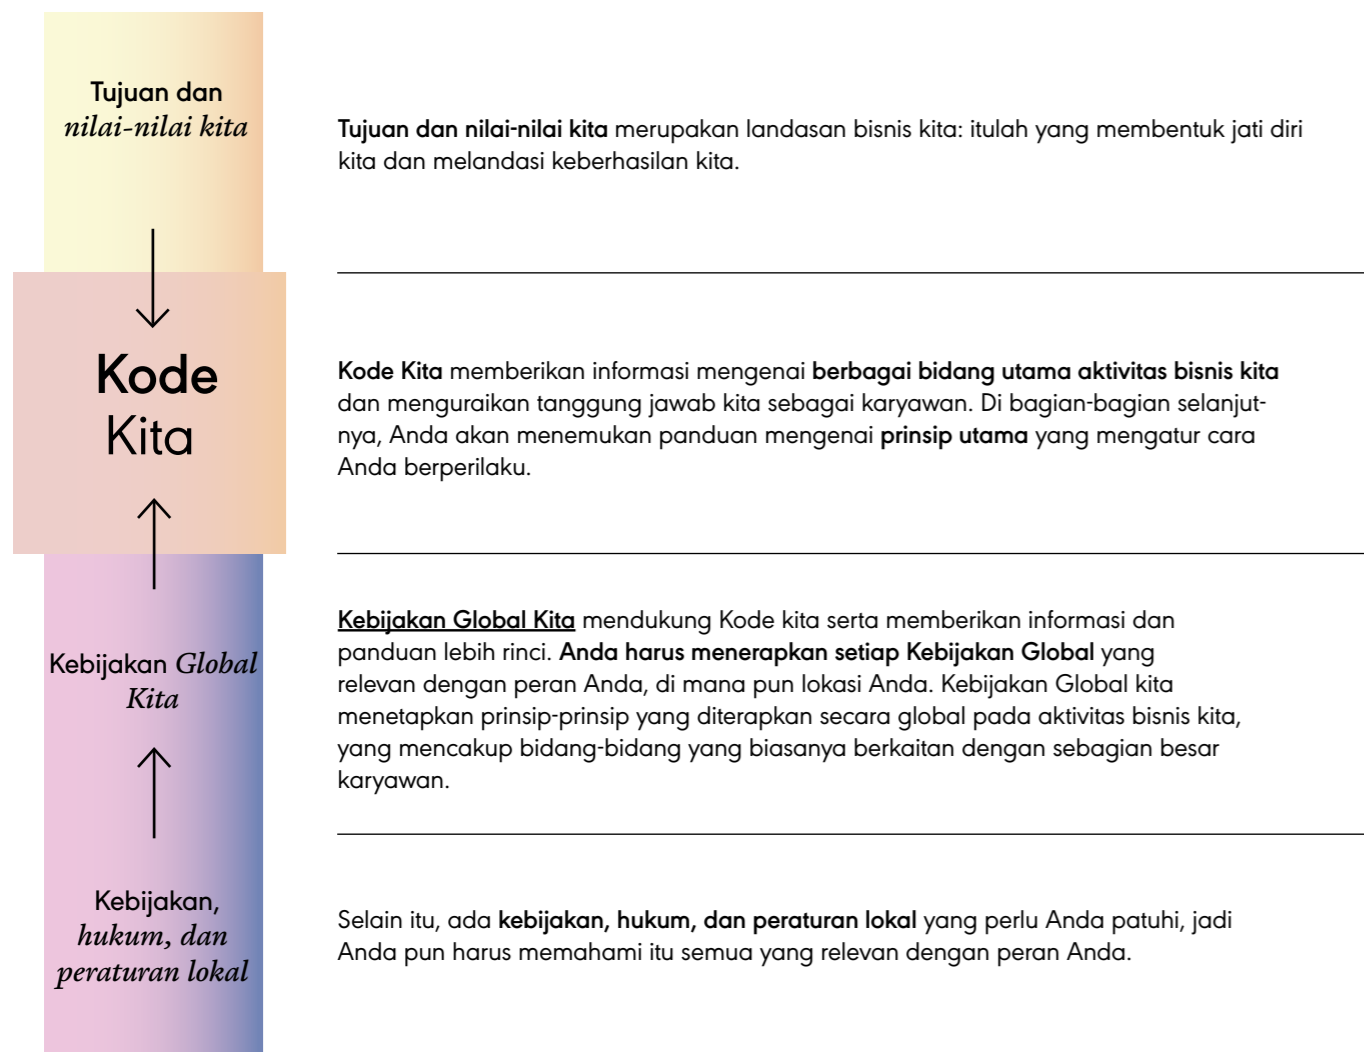 Tujuan dan
nilai-nilai kita
Tujuan dan nilai-nilai kita merupakan landasan bisnis kita: itulah yang membentuk jati diri
kita dan melandasi keberhasilan kita.
Kode
Kita
Kode Kita memberikan informasi mengenai berbagai bidang utama aktivitas bisnis kita
dan menguraikan tanggung jawab kita sebagai karyawan. Di bagian-bagian selanjut-
nya, Anda akan menemukan panduan mengenai prinsip utama yang mengatur cara
Anda berperilaku.
Kebijakan Global
Kita
Kebijakan Global Kita mendukung Kode kita serta memberikan informasi dan
panduan lebih rinci. Anda harus menerapkan setiap Kebijakan Global yang
relevan dengan peran Anda, di mana pun lokasi Anda. Kebijakan Global kita
menetapkan prinsip-prinsip yang diterapkan secara global pada aktivitas bisnis kita,
yang mencakup bidang-bidang yang biasanya berkaitan dengan sebagian besar
karyawan.
Kebijakan,
hukum, dan
peraturan lokal
Selain itu, ada kebijakan, hukum, dan peraturan lokal yang perlu Anda patuhi, jadi
Anda pun harus memahami itu semua yang relevan dengan peran Anda.